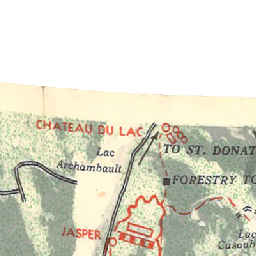 CHATEAU DU LAC
TO ST. DONAT
Lac
Archambault
FORESTRY TO
JASPER
Lac